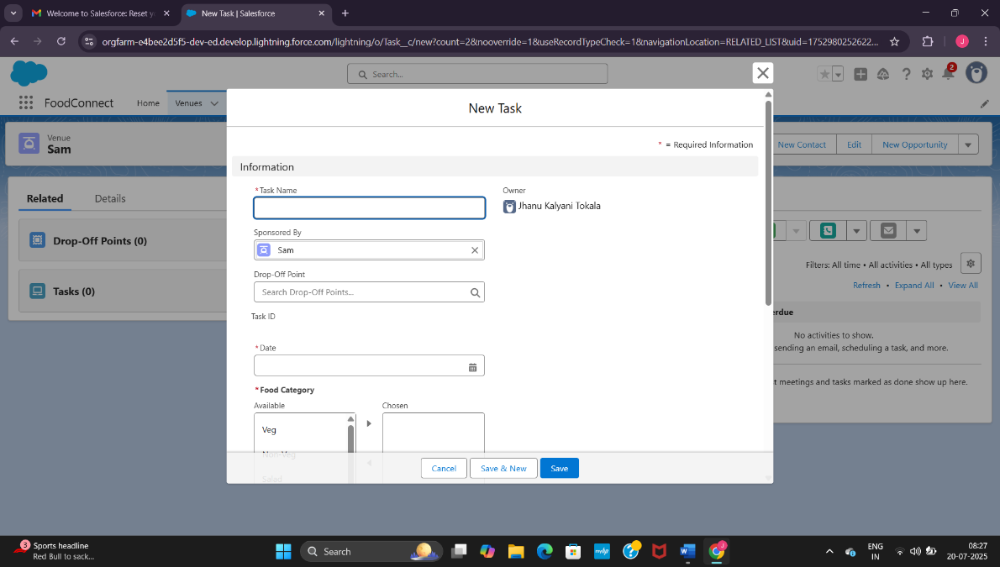 Welcome to Salesforce: Reset y
New Task | Salesforce
orgfarm-e4bee2d5f5-dev-ed.develop.lightning.force.com/lightning/o/Task__c/new?count=2&nooverride=1&useRecordTypeCheck=1&navigationLocation=RELATED_LIST&uid=1752980252622...
J
Search...
2
FoodConnect
Home
Venues
Venue
Sam
New Contact
Edit
New Opportunity
Related
Details
Drop-Off Points (0)
Tasks (0)
Filters: All time • All activities • All types
Refresh • Expand All • View All
erdue
No activities to show.
sending an email, scheduling a task, and more.
t meetings and tasks marked as done show up here.
New Task
* = Required Information
Information
*Task Name
Owner
Jhanu Kalyani Tokala
Sponsored By
Sam
Drop-Off Point
Search Drop-Off Points...
Task ID
*Date
*Food Category
Available
Chosen
Veg
Non-Veg
Salad
Cancel
Save & New
Save
3
Sports headline
Red Bull to sack...
Search
myhp
W
J
ENG
IN
08:27
20-07-2025